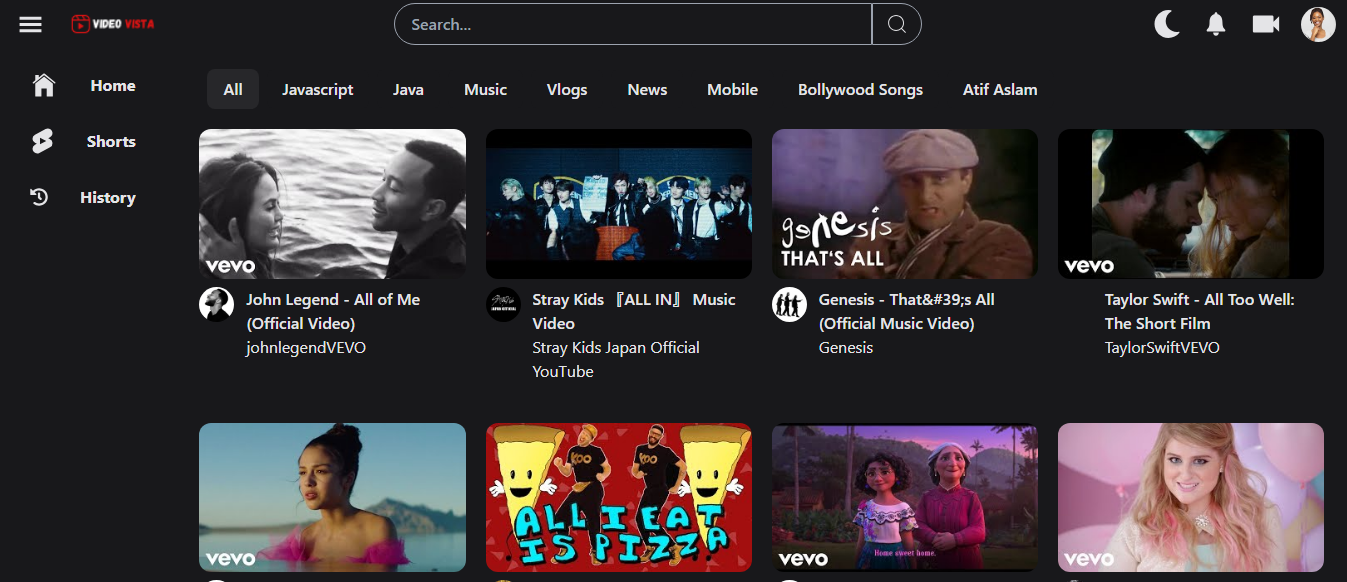 VIDEO VISTA
Search...
Home
Shorts
History
All
Javascript
Java
Music
Vlogs
News
Mobile
Bollywood Songs
Atif Aslam
vevo
genesis
THAT'S ALL
vevo
John Legend - All of Me
(Official Video)
johnlegendVEVO
Stray Kids 『ALL IN』 Music
Video
Stray Kids Japan Official
YouTube
Genesis - That&#39;s All
(Official Music Video)
Genesis
Taylor Swift - All Too Well:
The Short Film
TaylorSwiftVEVO
vevo
KOO
KOO
ALL I EAT
IS PIZZA
Home sweet home.
vevo
vevo